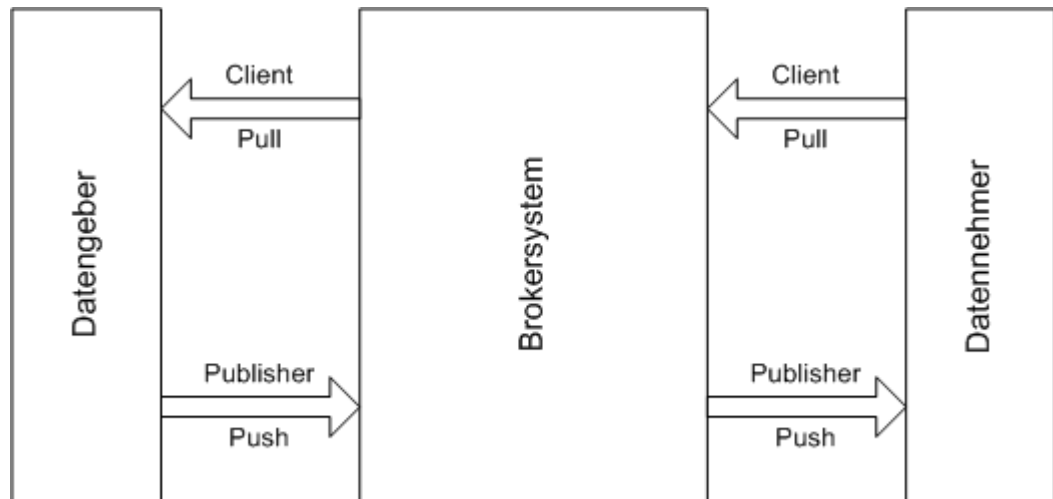 Datengeber
Client
Pull
Publisher
Push
Brokersystem
Client
Pull
Publisher
Push
Datennehmer